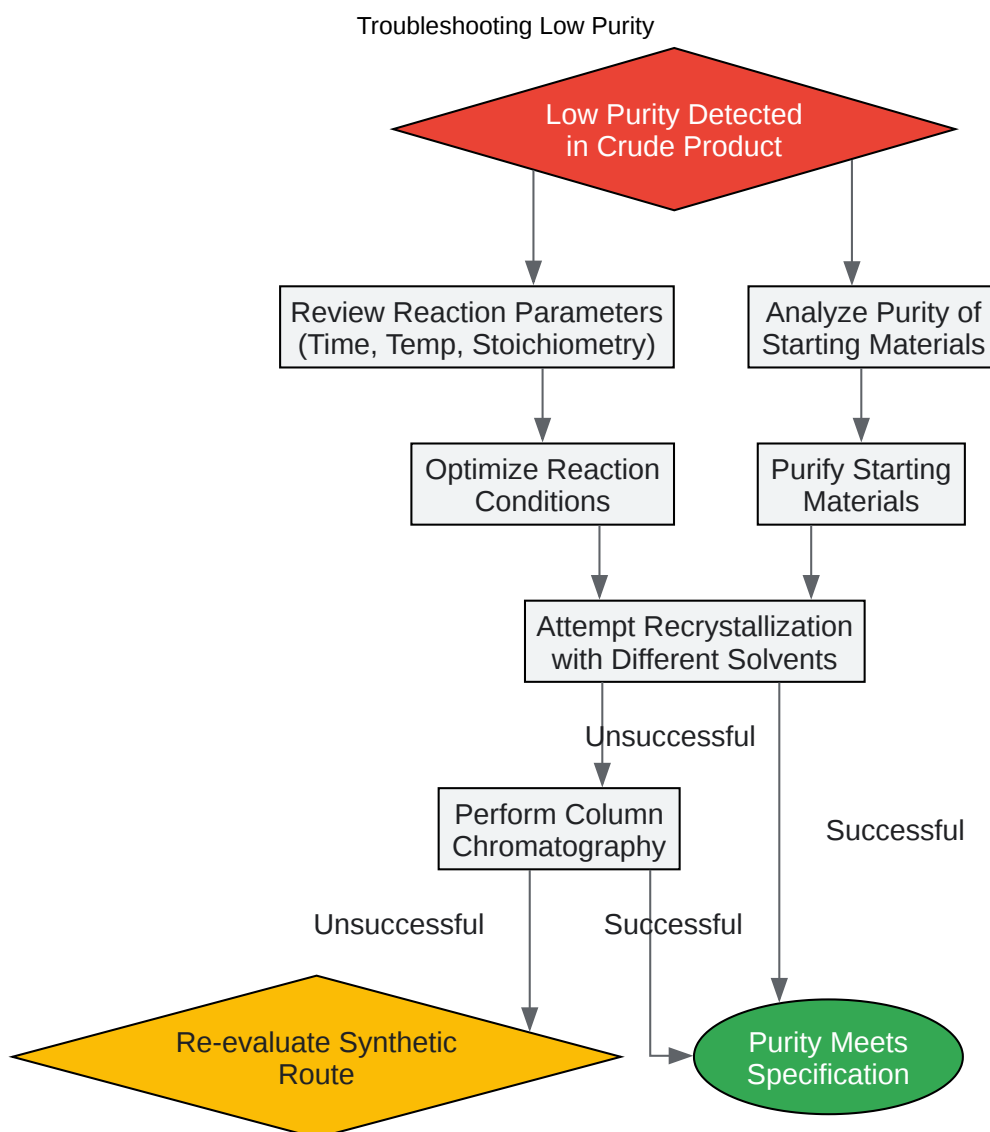 Troubleshooting Low Purity
Low Purity Detected
in Crude Product
Review Reaction Parameters
(Time, Temp, Stoichiometry)
Analyze Purity of
Starting Materials
Optimize Reaction
Conditions
Purify Starting
Materials
Attempt Recrystallization
with Different Solvents
Unsuccessful
Perform Column
Chromatography
Successful
Unsuccessful
Successful
Re-evaluate Synthetic
Route
Purity Meets
Specification